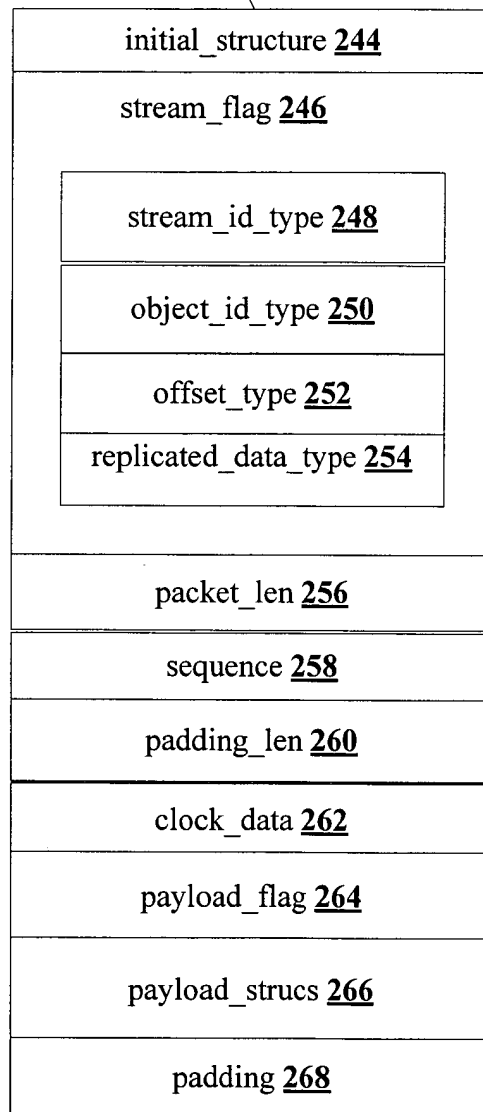 initial_structure 244
stream_flag 246
stream_id_type 248
object_id_type 250
offset_type 252
replicated_data_type 254
packet_len 256
sequence 258
padding_len 260
clock_data 262
payload_flag 264
payload_strucs 266
padding 268